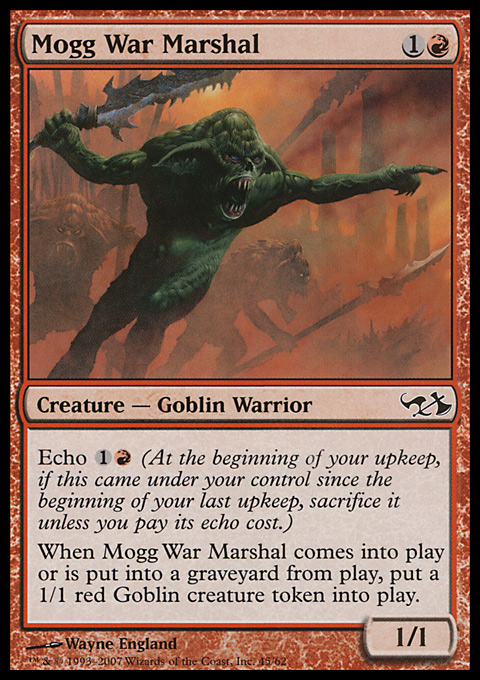 Mogg War Marshal 1
Creature — Goblin Warrior
Echo 1 (At the beginning of your upkeep,
if this came under your control since the
beginning of your last upkeep, sacrifice it
unless you pay its echo cost.)
When Mogg War Marshal comes into play
or is put into a graveyard from play, put a
1/1 red Goblin creature token into play.
Wayne England
1/1
™ & © 1993–2007 Wizards of the Coast, Inc. 45/62